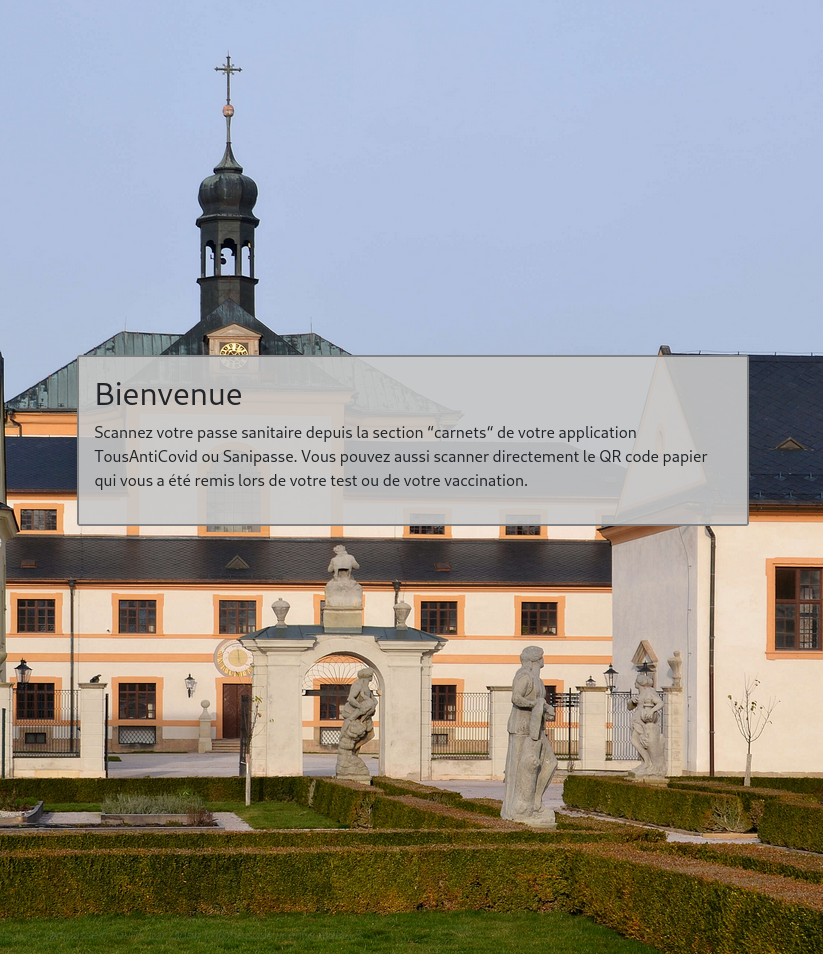 Bienvenue
Scannez votre passe sanitaire depuis la section “carnets“ de votre application
TousAntiCovid ou Sanipasse. Vous pouvez aussi scanner directement le QR code papier
qui vous a été remis lors de votre test ou de votre vaccination.